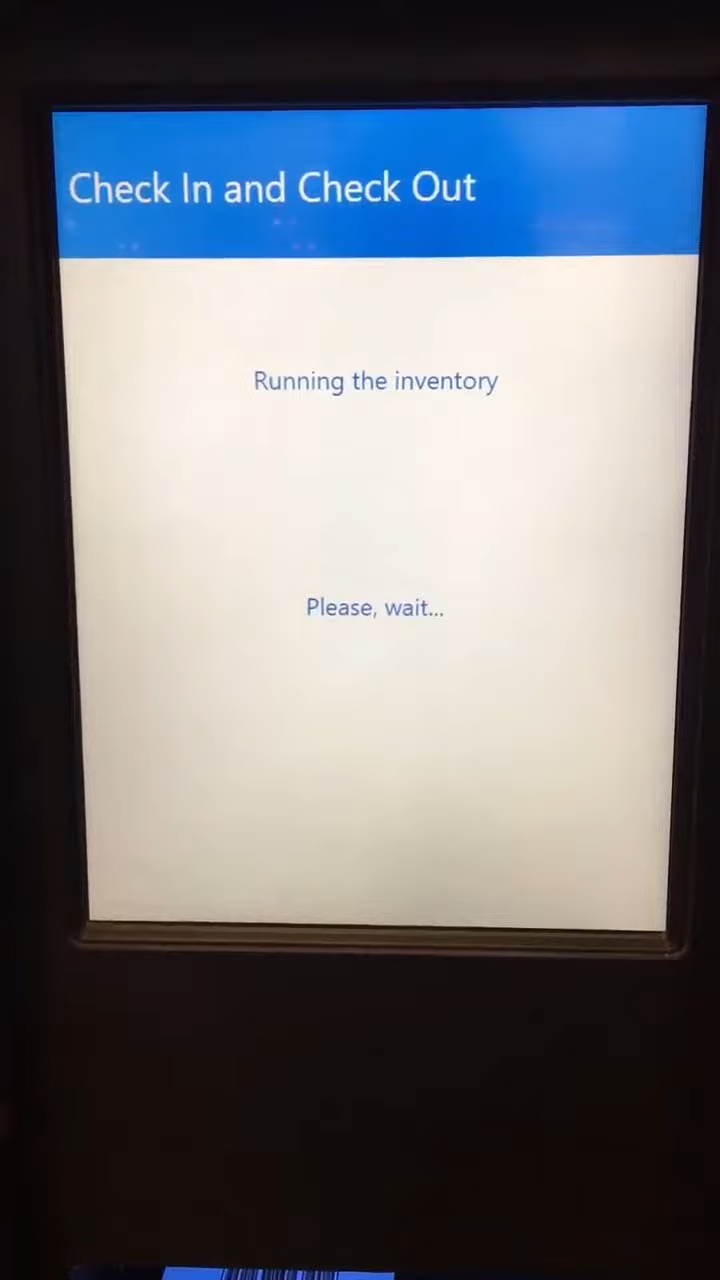 Check In and Check Out
Running the inventory
Please, wait...